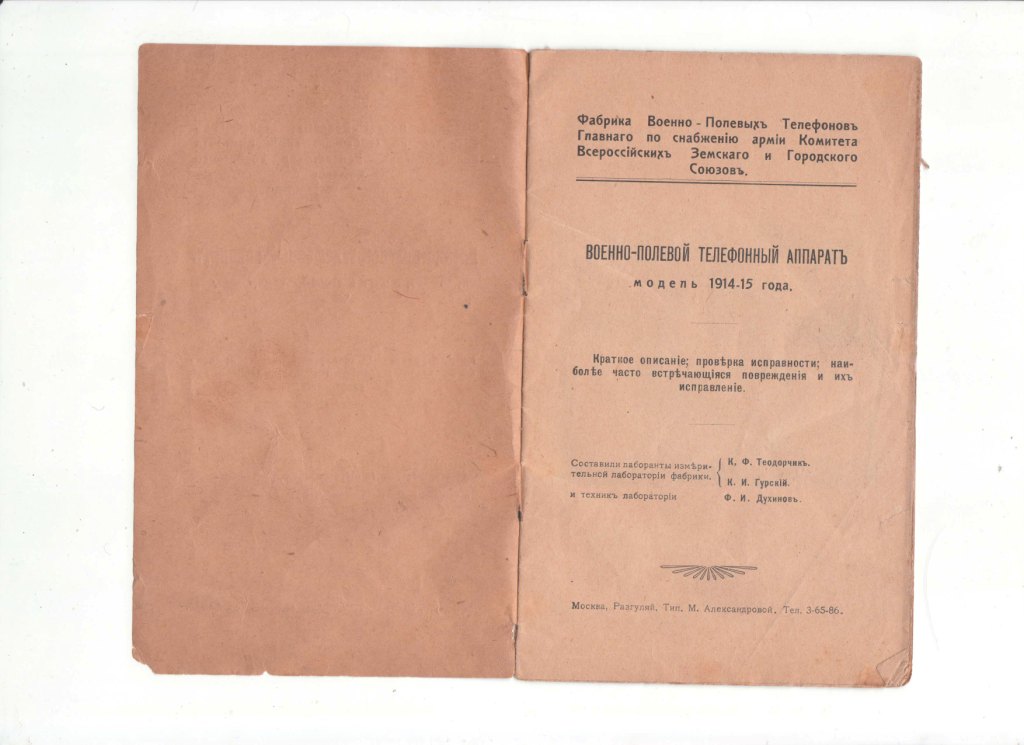 Фабрика Военно-Полевыхъ Телефоновъ
Главнаго по снабженію арміи Комитета
Всероссійскихъ Земскаго и Городского
Союзовъ.
ВОЕННО-ПОЛЕВОЙ ТЕЛЕФОННЫЙ АППАРАТЪ
модель 1914-15 года.
Краткое описаніе; провѣрка исправности; наи-
болѣе часто встрѣчающіяся поврежденія и ихъ
исправленіе.
Составили лаборанты измѣри-
тельной лабораторіи фабрики.
К. Ф. Теодорчикъ.
К. И. Гурскій.
и техникъ лабораторіи Ф. И. Духиновъ.
Москва, Разгуляй. Тип. М. Александровой. Тел. 3-65-86.